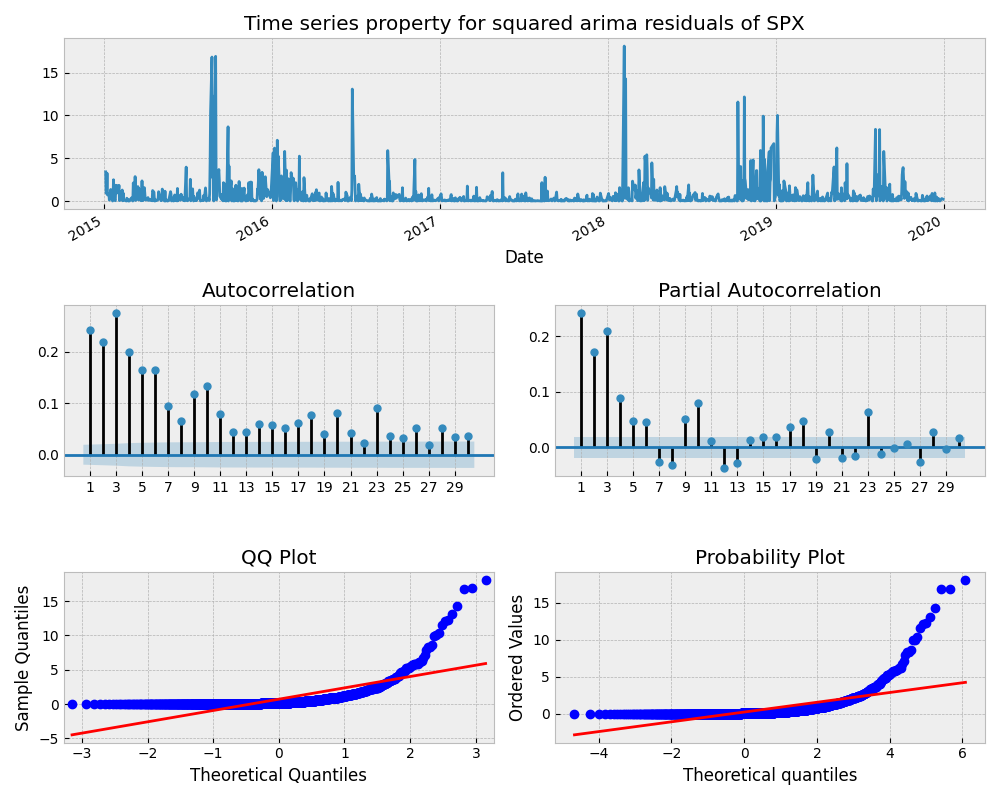 Time series property for squared arima residuals of SPX
15
10
5
0
2015 2016 2017 2018 2019 2020
Date
Autocorrelation
0.2
0.1
0.0
1 3 5 7 9 11 13 15 17 19 21 23 25 27 29
Partial Autocorrelation
0.2
0.1
0.0
1 3 5 7 9 11 13 15 17 19 21 23 25 27 29
QQ Plot
Sample Quantiles
15
10
5
0
−5
−3 −2 −1 0 1 2 3
Theoretical Quantiles
Probability Plot
Ordered Values
15
10
5
0
−4 −2 0 2 4 6
Theoretical quantiles